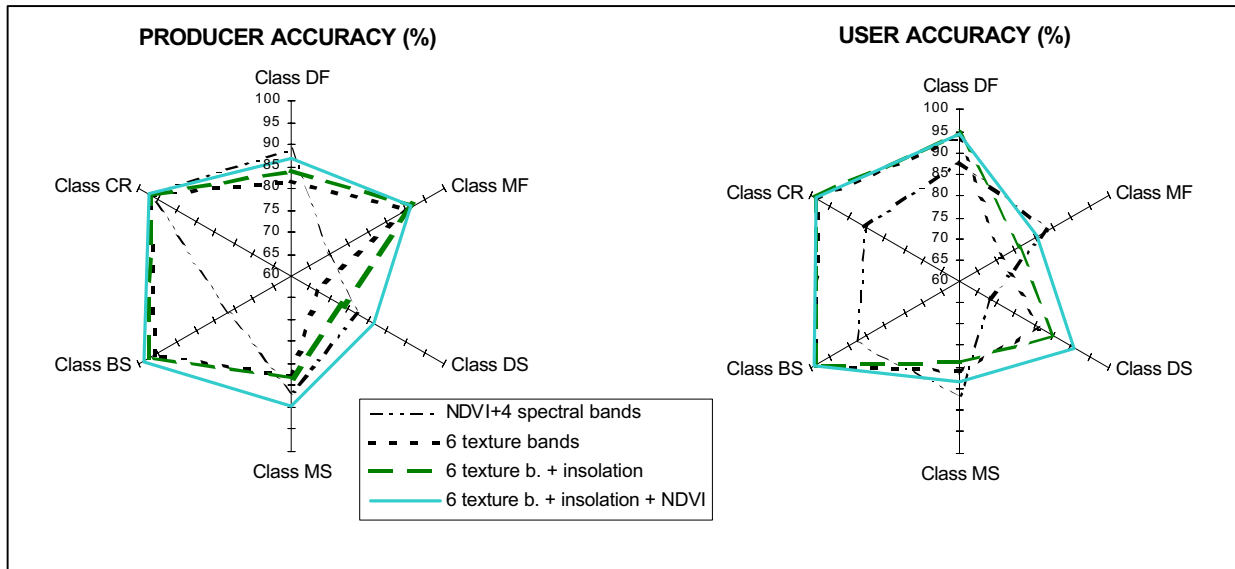 PRODUCER ACCURACY (%)
Class DF
100
95
90
85
80
75
70
65
60
Class CR
Class MF
Class BS
Class DS
Class MS
USER ACCURACY (%)
Class DF
100
95
90
85
80
75
70
65
60
Class CR
Class MF
Class BS
Class DS
Class MS
NDVI+4 spectral bands
6 texture bands
6 texture b. + insolation
6 texture b. + insolation + NDVI